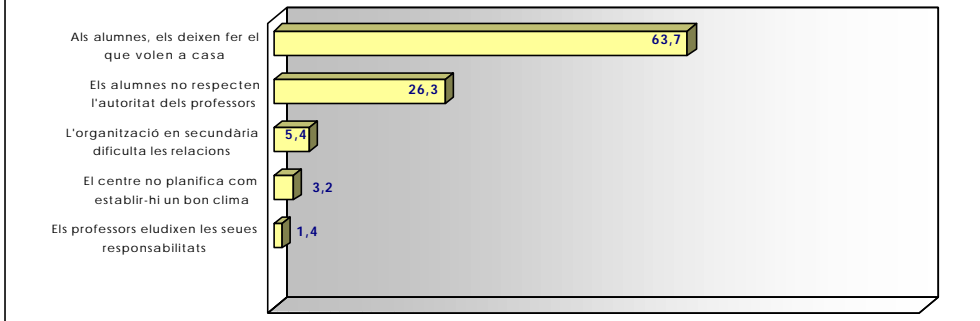 Als alumnes, els deixen fer el
que volen a casa
63,7
Els alumnes no respecten
l'autoritat dels professors
26,3
L'organització en secundària
dificulta les relacions
5,4
El centre no planifica com
establir-hi un bon clima
3,2
Els professors eludixen les seues
responsabilitats
1,4